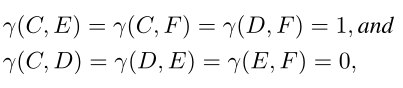 γ(C, E) = γ(C, F) = γ(D, F) = 1, and
γ(C, D) = γ(D, E) = γ(E, F) = 0,